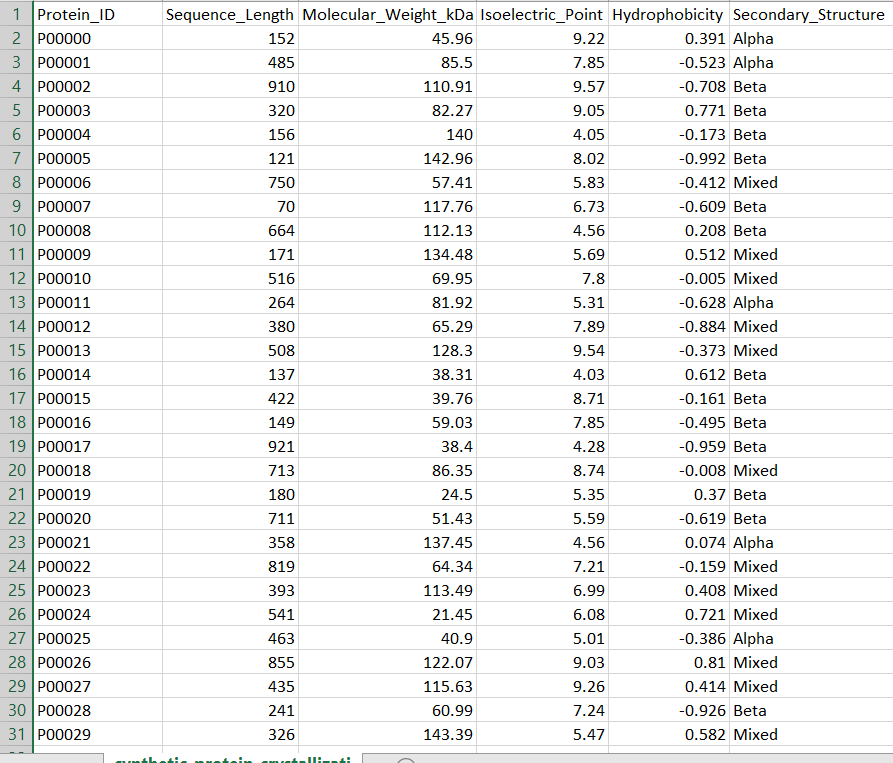 1 Protein_ID Sequence_Length Molecular_Weight_kDa Isoelectric_Point Hydrophobicity Secondary_Structure
2 P00000 152 45.96 9.22 0.391 Alpha
3 P00001 485 85.5 7.85 -0.523 Alpha
4 P00002 910 110.91 9.57 -0.708 Beta
5 P00003 320 82.27 9.05 0.771 Beta
6 P00004 156 140 4.05 -0.173 Beta
7 P00005 121 142.96 8.02 -0.992 Beta
8 P00006 750 57.41 5.83 -0.412 Mixed
9 P00007 70 117.76 6.73 -0.609 Beta
10 P00008 664 112.13 4.56 0.208 Beta
11 P00009 171 134.48 5.69 0.512 Mixed
12 P00010 516 69.95 7.8 -0.005 Mixed
13 P00011 264 81.92 5.31 -0.628 Alpha
14 P00012 380 65.29 7.89 -0.884 Mixed
15 P00013 508 128.3 9.54 -0.373 Mixed
16 P00014 137 38.31 4.03 0.612 Beta
17 P00015 422 39.76 8.71 -0.161 Beta
18 P00016 149 59.03 7.85 -0.495 Beta
19 P00017 921 38.4 4.28 -0.959 Beta
20 P00018 713 86.35 8.74 -0.008 Mixed
21 P00019 180 24.5 5.35 0.37 Beta
22 P00020 711 51.43 5.59 -0.619 Beta
23 P00021 358 137.45 4.56 0.074 Alpha
24 P00022 819 64.34 7.21 -0.159 Mixed
25 P00023 393 113.49 6.99 0.408 Mixed
26 P00024 541 21.45 6.08 0.721 Mixed
27 P00025 463 40.9 5.01 -0.386 Alpha
28 P00026 855 122.07 9.03 0.81 Mixed
29 P00027 435 115.63 9.26 0.414 Mixed
30 P00028 241 60.99 7.24 -0.926 Beta
31 P00029 326 143.39 5.47 0.582 Mixed
synthetic_protein_crystallizati